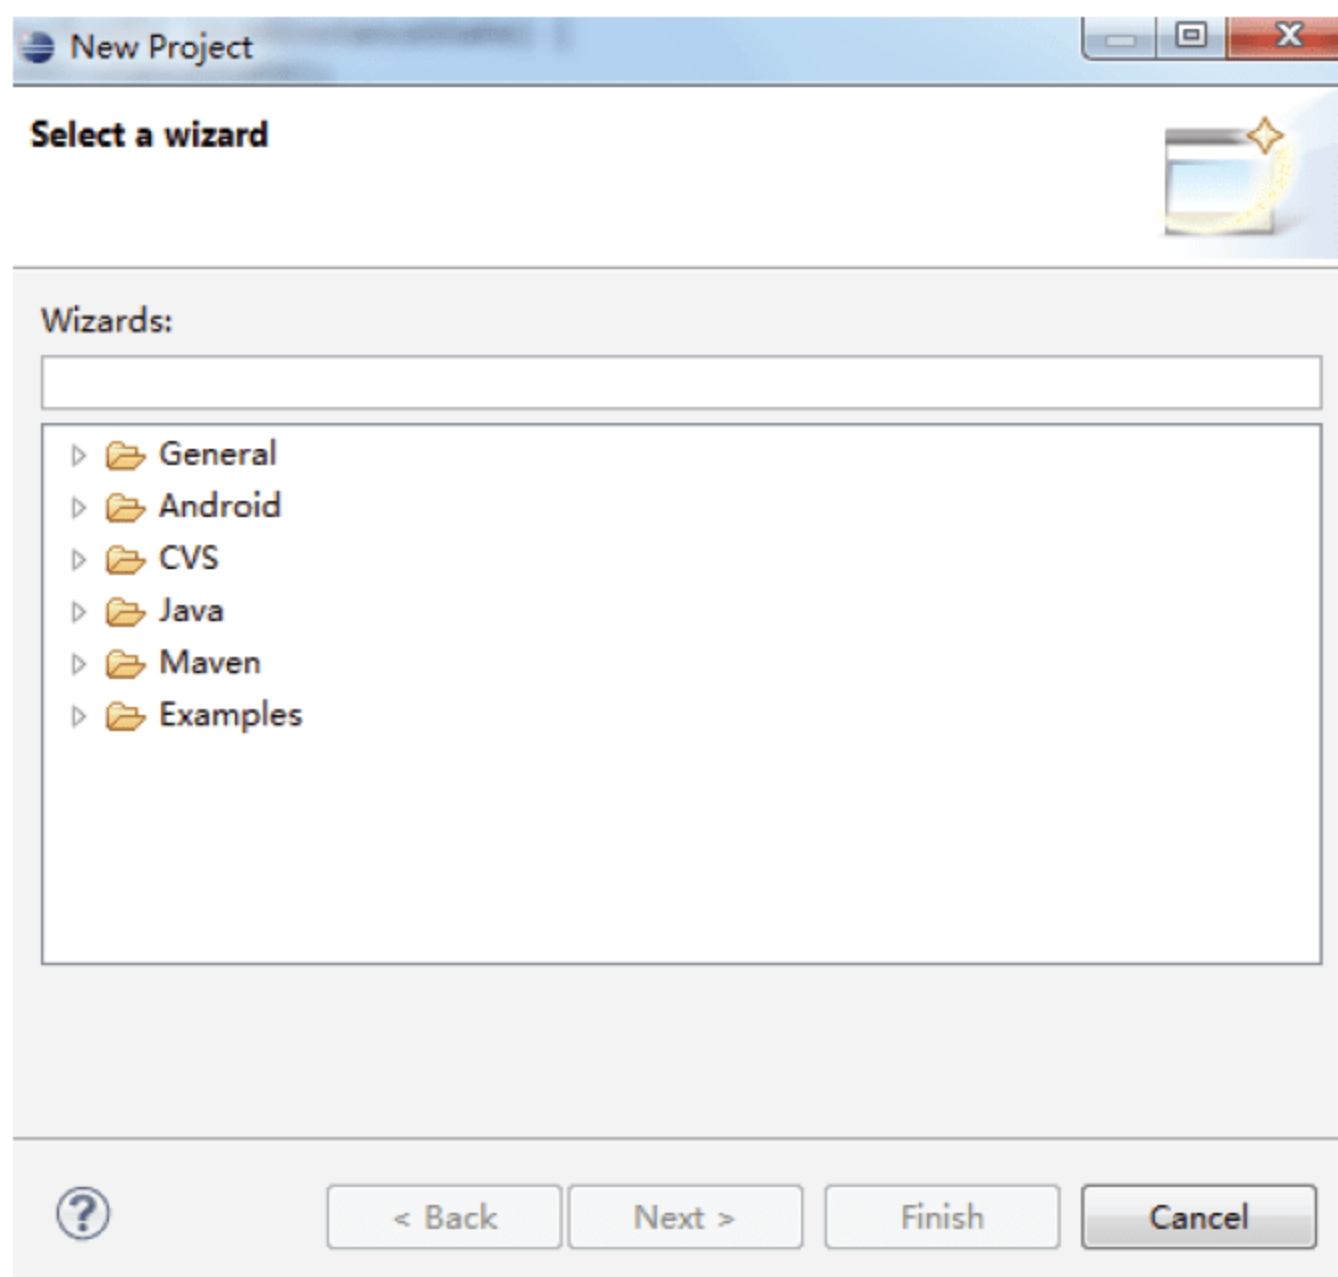 New Project
Select a wizard
Wizards:
General
Android
CVS
Java
Maven
Examples
< Back Next > Finish Cancel